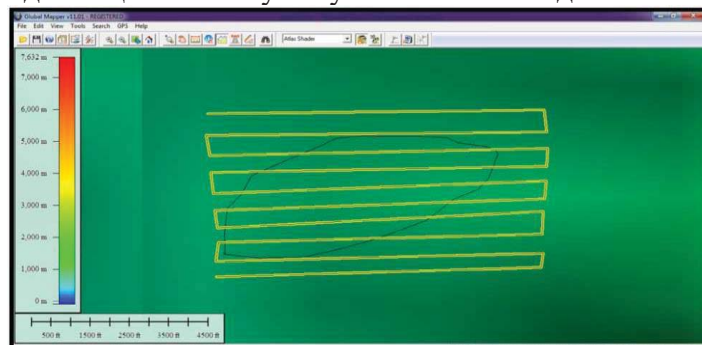 Global Mapper v11.01 - REGISTERED
File Edit View Tools Search GPS Help
Atlas Shader
7,632 m
7,000 m
6,000 m
5,000 m
4,000 m
3,000 m
2,000 m
1,000 m
0 m
500 ft 1500 ft 2500 ft 3500 ft 4500 ft